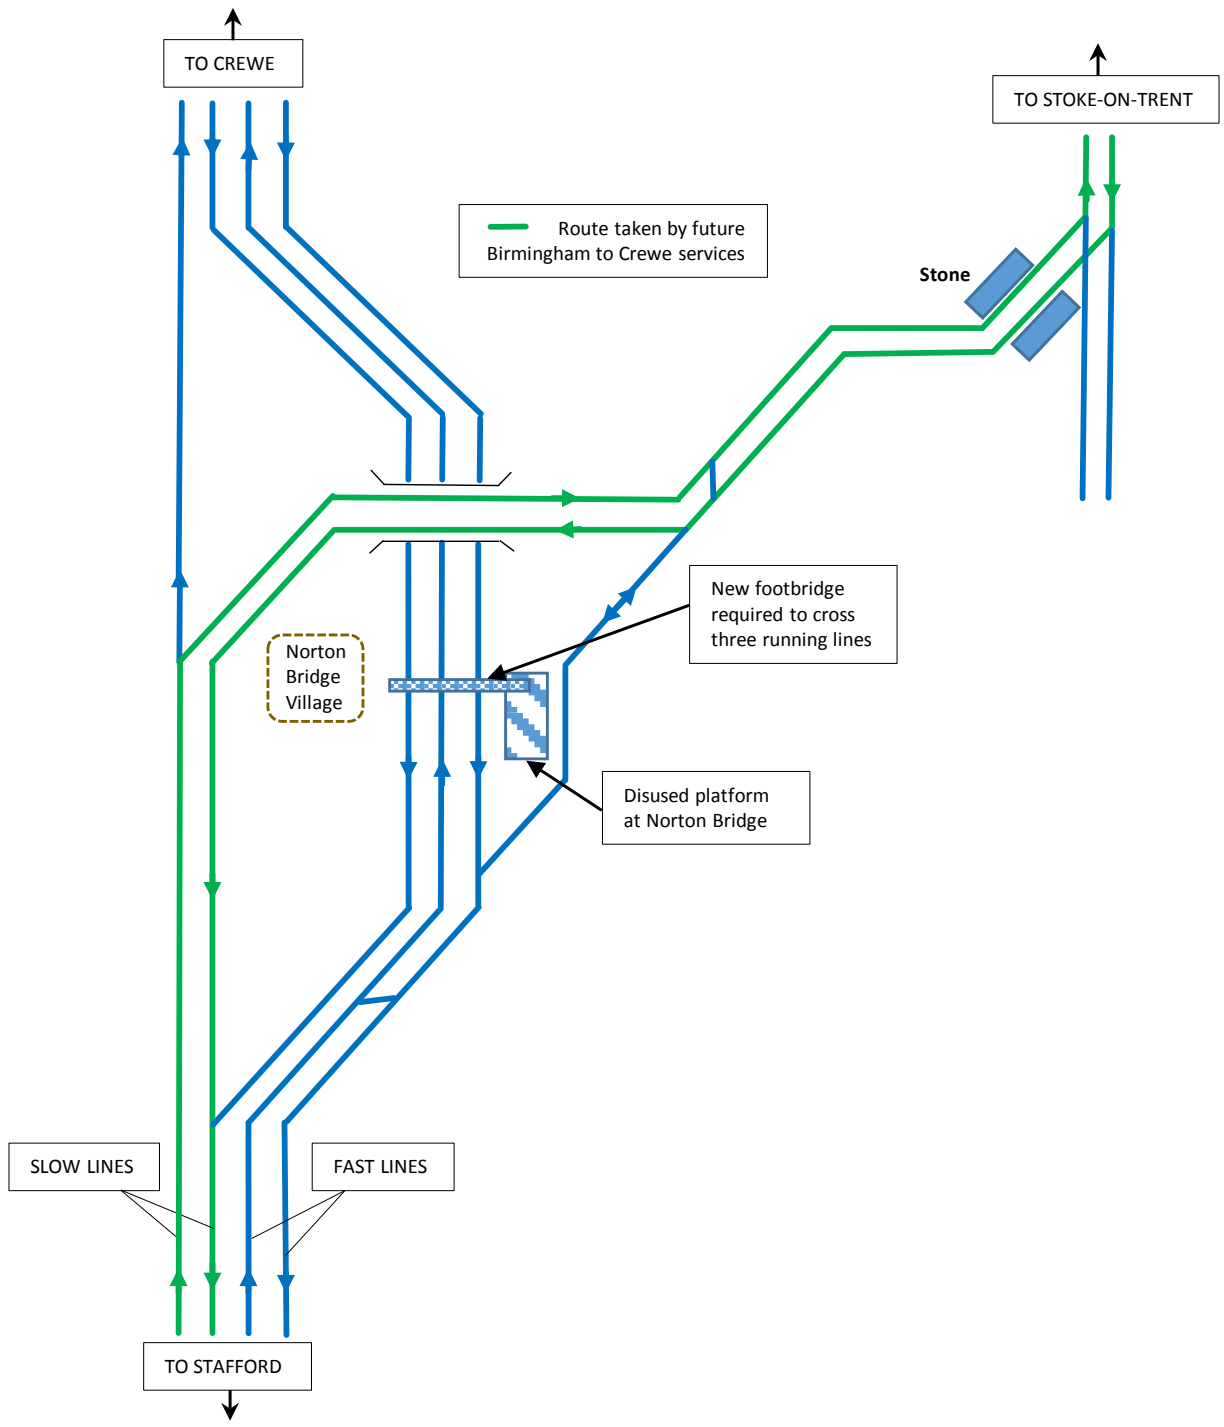 TO CREWE
TO STOKE-ON-TRENT
Route taken by future
Birmingham to Crewe services
Stone
New footbridge
required to cross
three running lines
Norton
Bridge
Village
Disused platform
at Norton Bridge
SLOW LINES
FAST LINES
TO STAFFORD